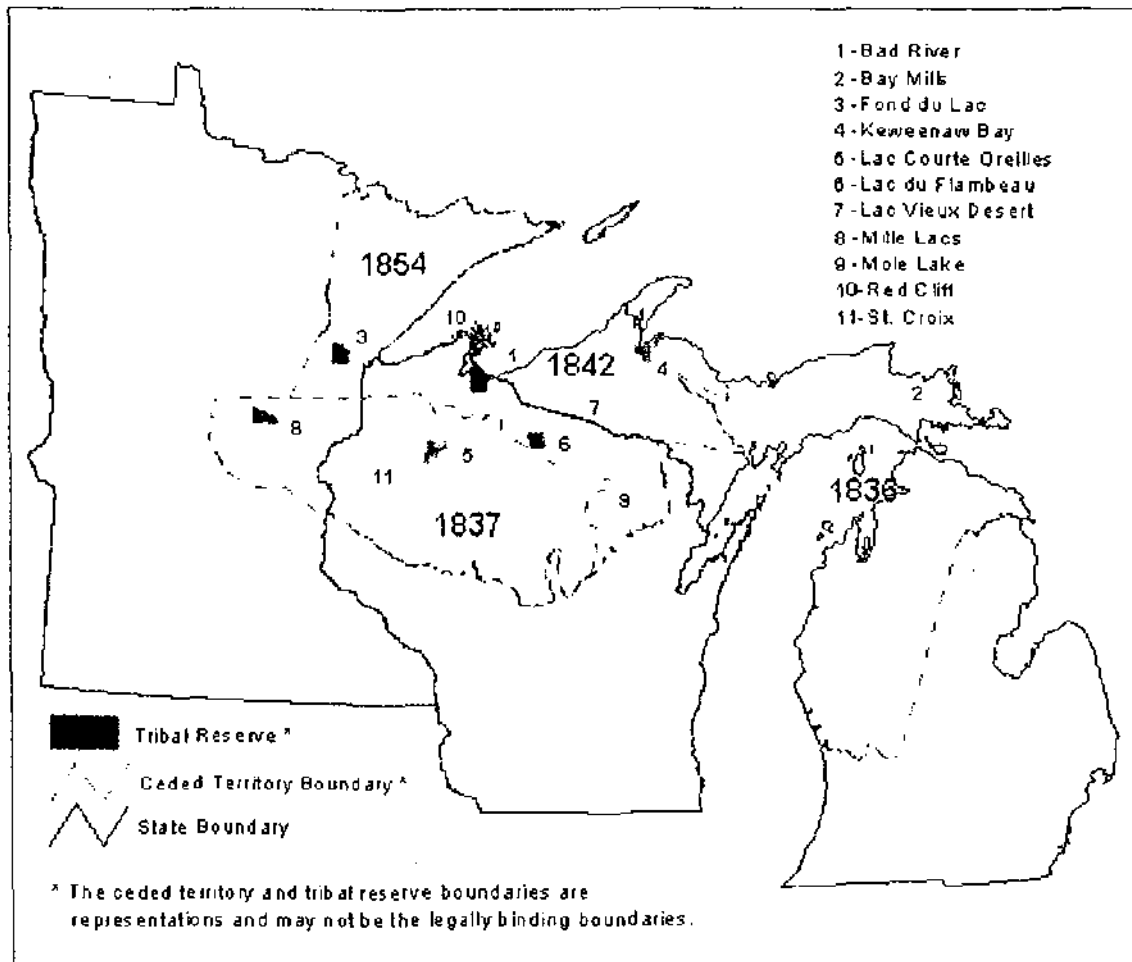 1-Bad River
2-Bay Mills
3-Fond du Lac
4-Keweenaw Bay
5-Lac Courte Oreilles
6-Lac du Flambeau
7-Lac Vieux Desert
8-Mille Lacs
9-Mole Lake
10-Red Cliff
11-St. Croix
1854
10
3
1
1842
4
2
7
8
6
5
11
1836
9
1837
Tribal Reserve *
Ceded Territory Boundary *
State Boundary
* The ceded territory and tribal reserve boundaries are
representations and may not be the legally binding boundaries.